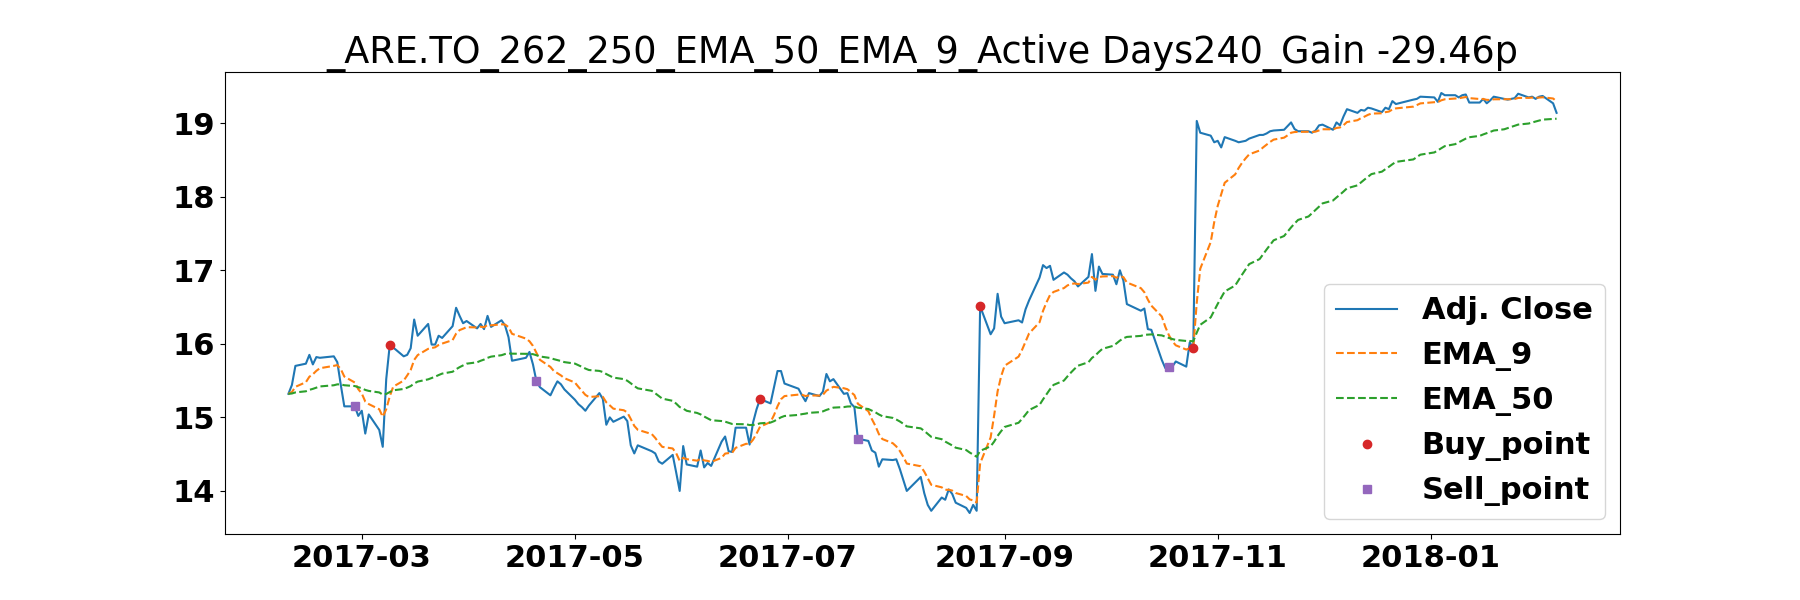 _ARE.TO_262_250_EMA_50_EMA_9_Active Days240_Gain -29.46p
19
18
17
16
15
14
Adj. Close
EMA_9
EMA_50
Buy_point
Sell_point
2017-03 2017-05 2017-07 2017-09 2017-11 2018-01